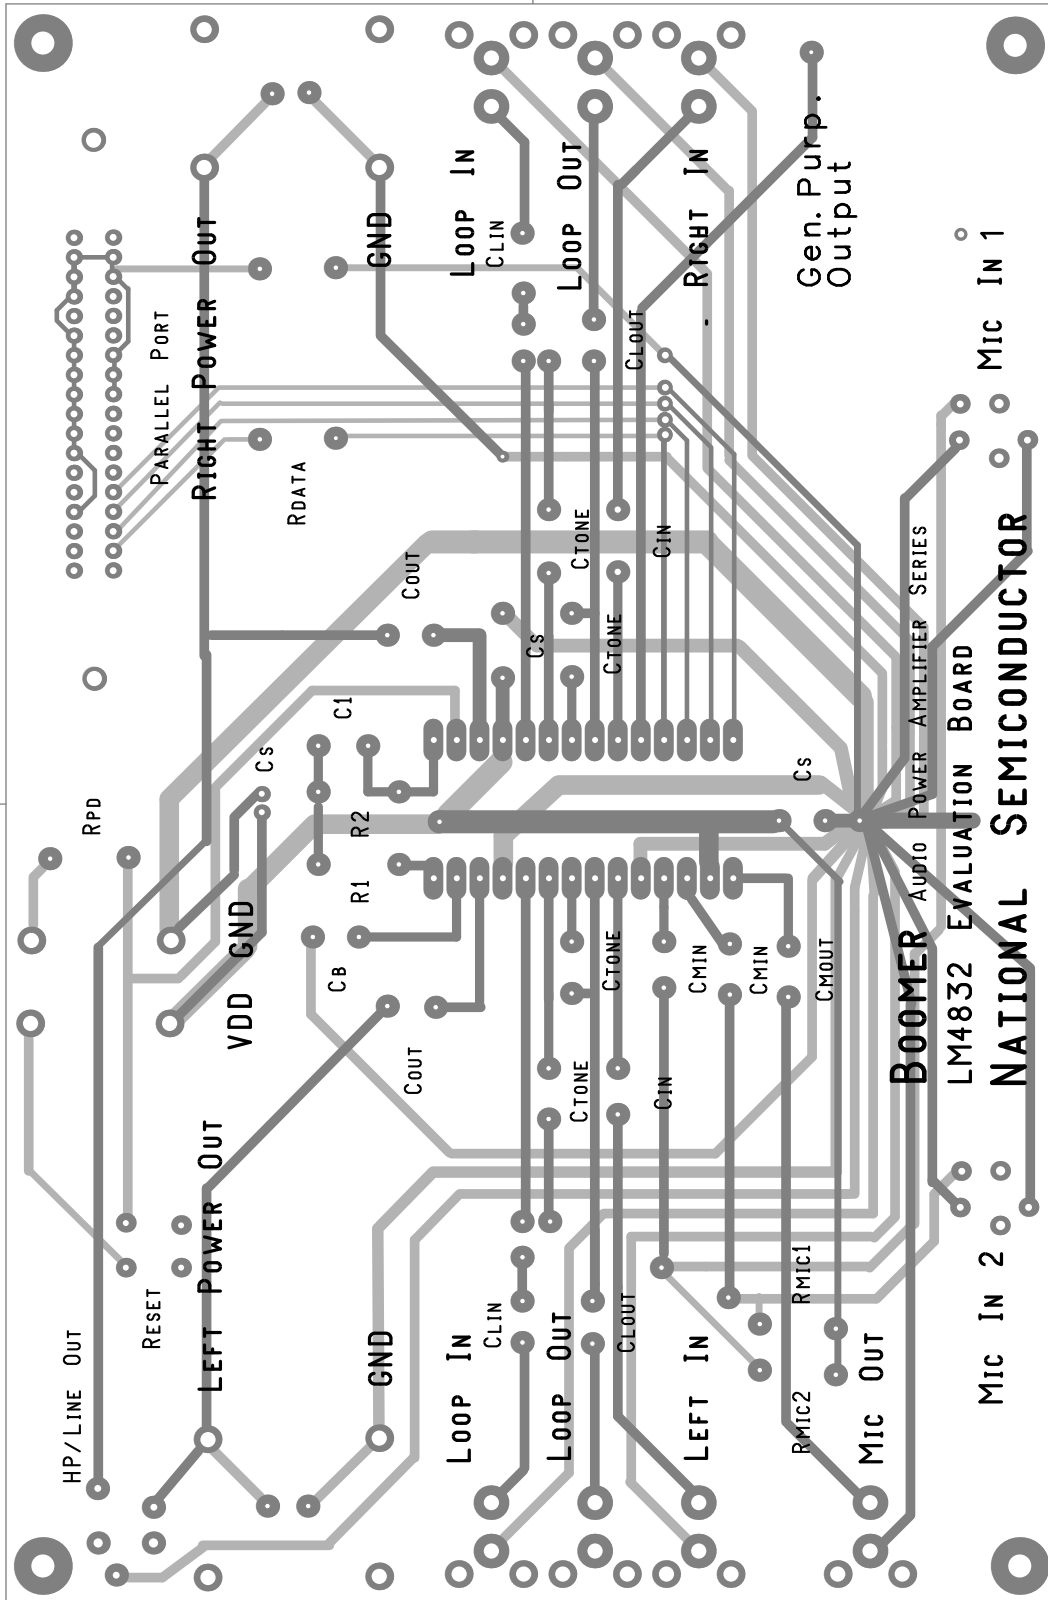 LOOP IN
CLIN
LOOP OUT
RIGHT IN
Gen. Purp.
Output
RIGHT POWER OUT
GND
PARALLEL PORT
RDATA
CLOUT
MIC IN 1
COUT
CTONE
CIN
CS
CTONE
C1
CS
RPD
R2
R1
CS
VDD GND
CB
CTONE
CMIN
CMIN
CMOUT
COUT
CTONE
CIN
AUDIO POWER AMPLIFIER SERIES
BOOMER
LM4832 EVALUATION BOARD
NATIONAL SEMICONDUCTOR
LEFT POWER OUT
RESET
HP/LINE OUT
GND
LOOP IN
CLIN
LOOP OUT
CLOUT
LEFT IN
RMIC1
RMIC2
MIC OUT
MIC IN 2